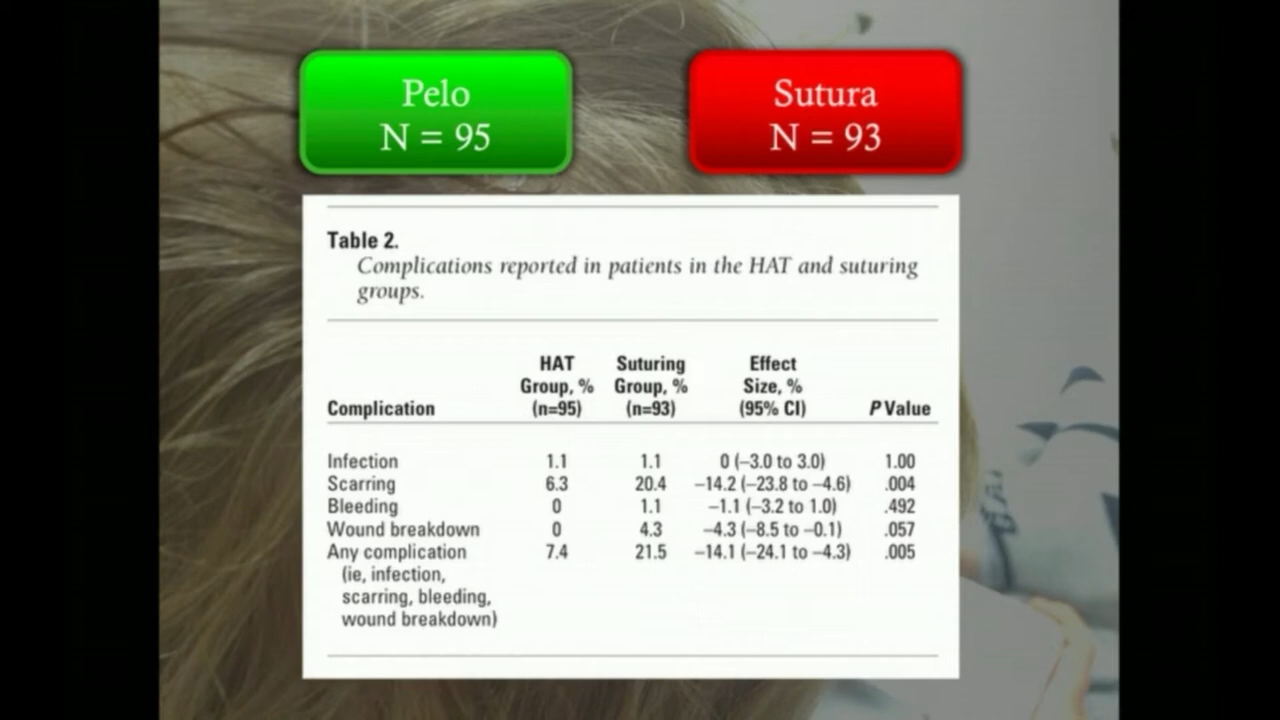 Pelo
N = 95
Sutura
N = 93
Table 2.
Complications reported in patients in the HAT and suturing
groups.
HAT Suturing Effect
Group, % Group, % Size, %
Complication (n=95) (n=93) (95% CI) P Value
Infection 1.1 1.1 0 (–3.0 to 3.0) 1.00
Scarring 6.3 20.4 –14.2 (–23.8 to –4.6) .004
Bleeding 0 1.1 –1.1 (–3.2 to 1.0) .492
Wound breakdown 0 4.3 –4.3 (–8.5 to –0.1) .057
Any complication 7.4 21.5 –14.1 (–24.1 to –4.3) .005
(ie, infection,
scarring, bleeding,
wound breakdown)